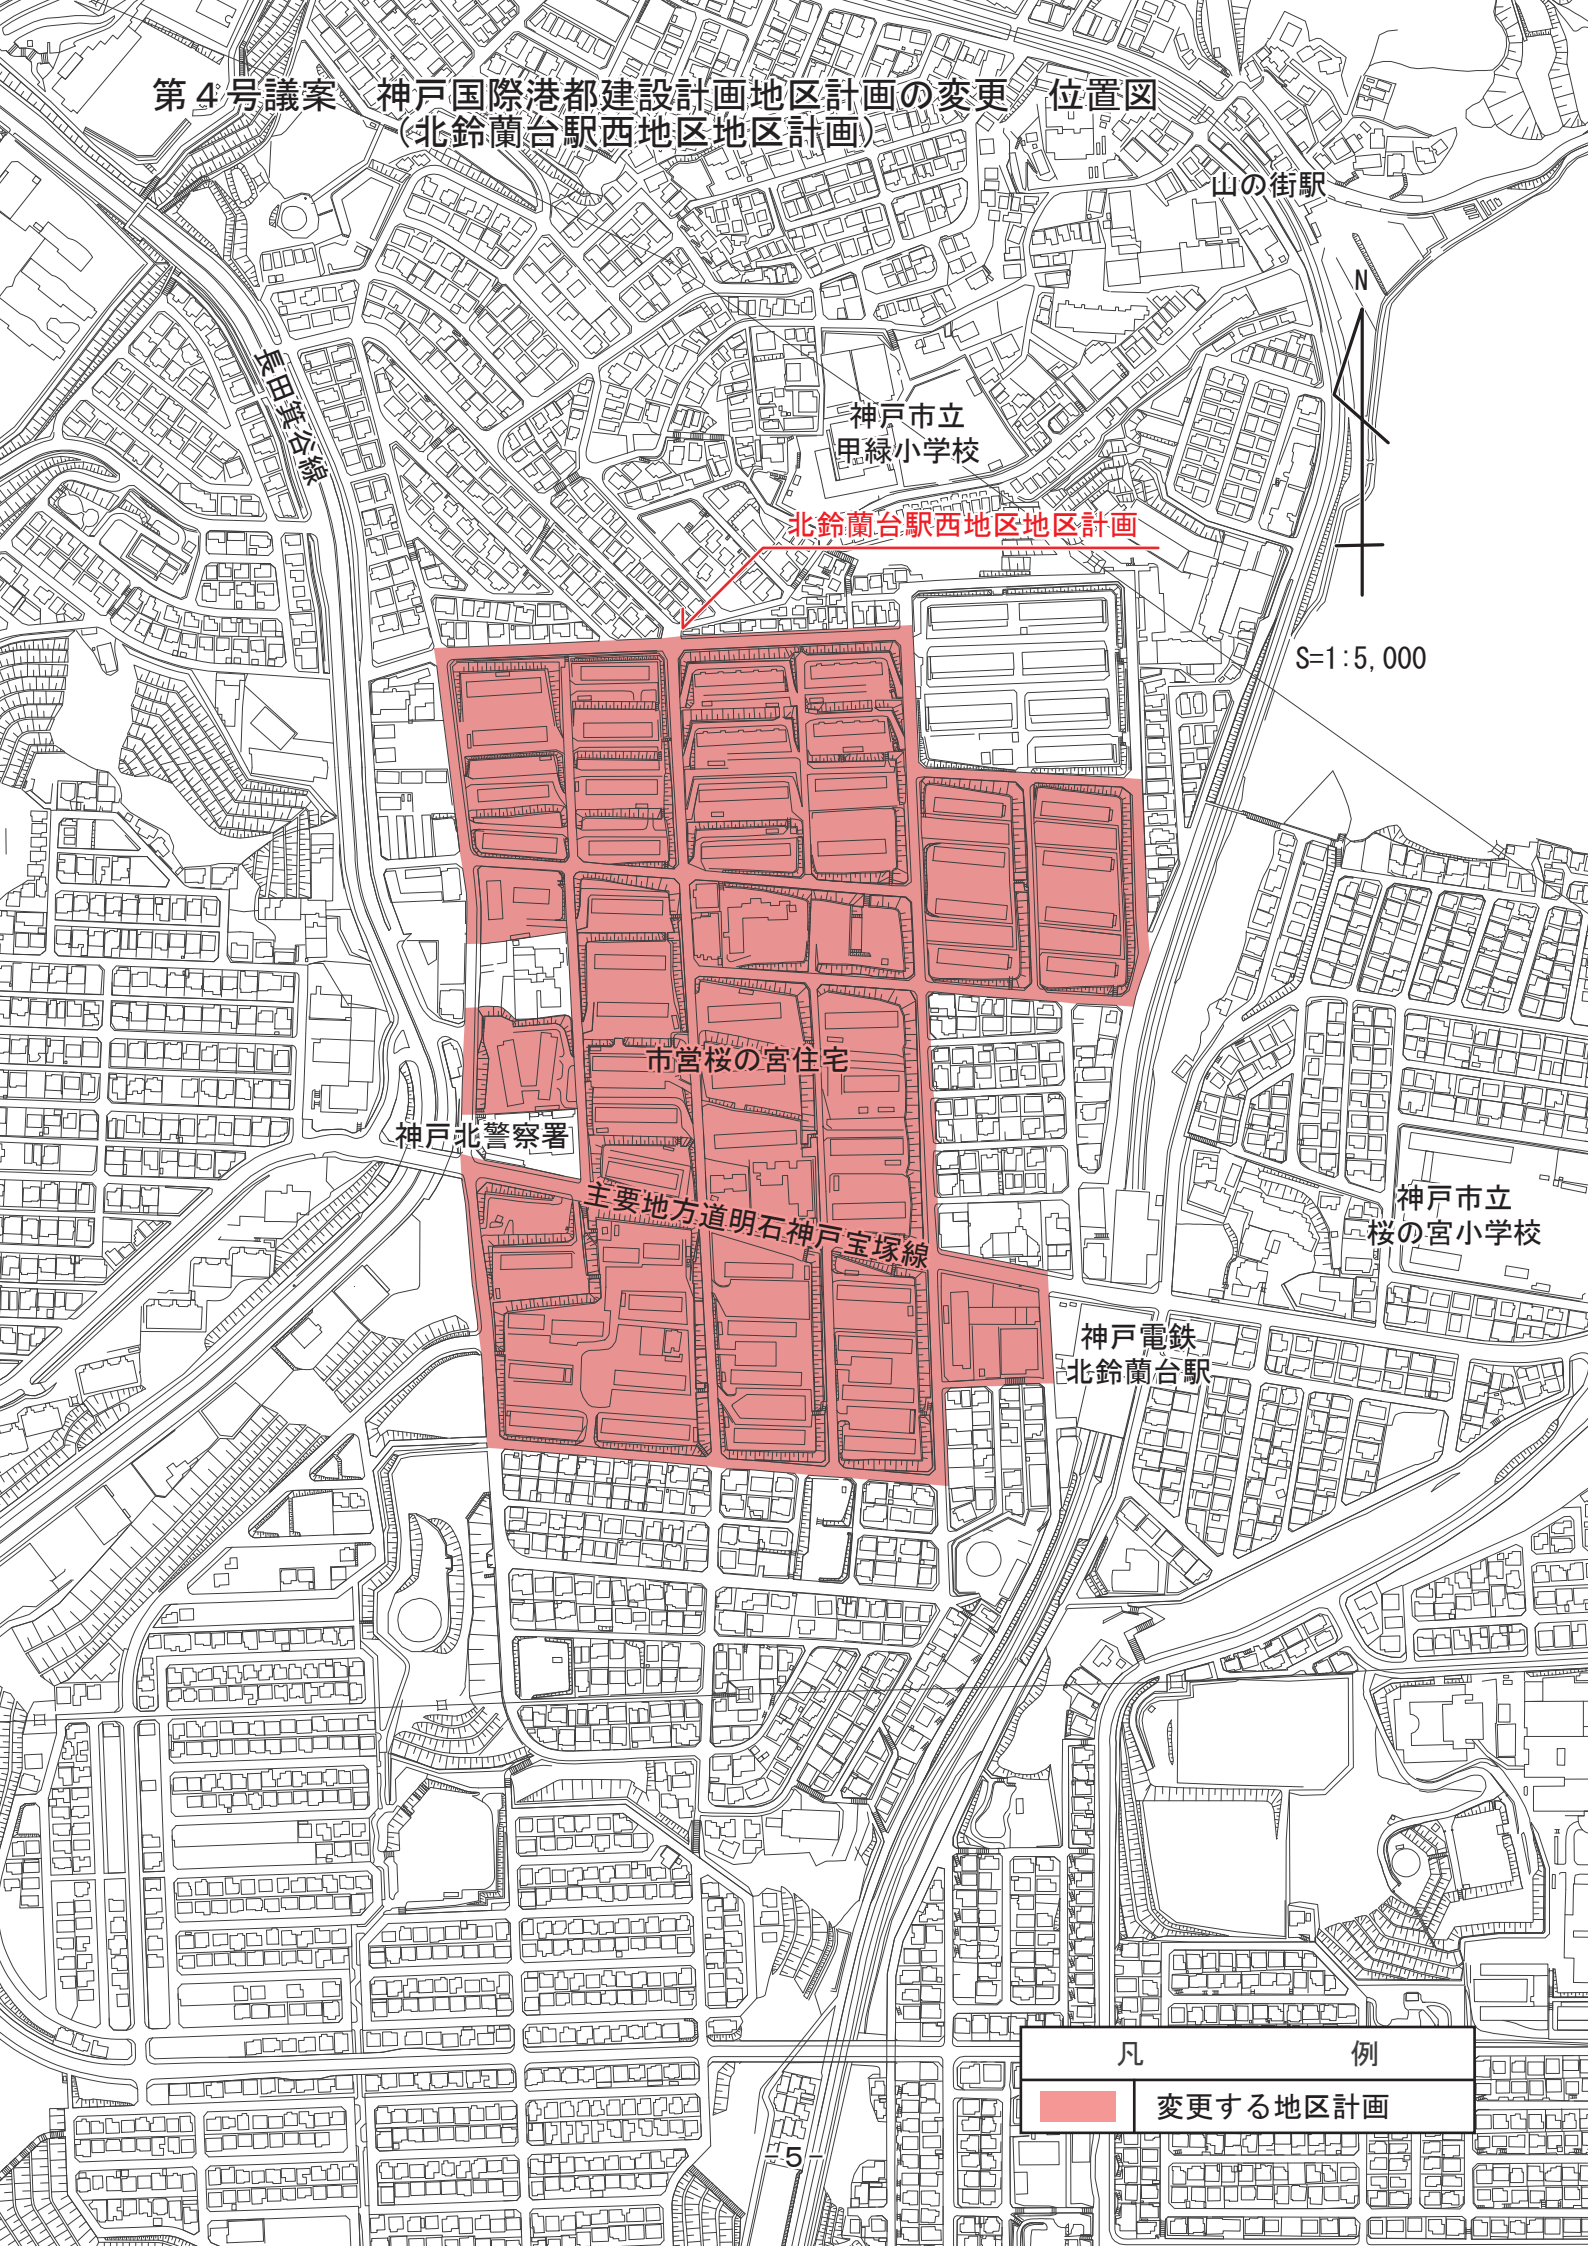 第４号議案　神戸国際港都建設計画地区計画の変更　位置図
（北鈴蘭台駅西地区地区計画）
山の街駅
N
長田箕谷線
神戸市立
甲緑小学校
北鈴蘭台駅西地区地区計画
S=1:5,000
市営桜の宮住宅
神戸北警察署
主要地方道明石神戸宝塚線
神戸市立
桜の宮小学校
神戸電鉄
北鈴蘭台駅
凡　例
変更する地区計画
-5-